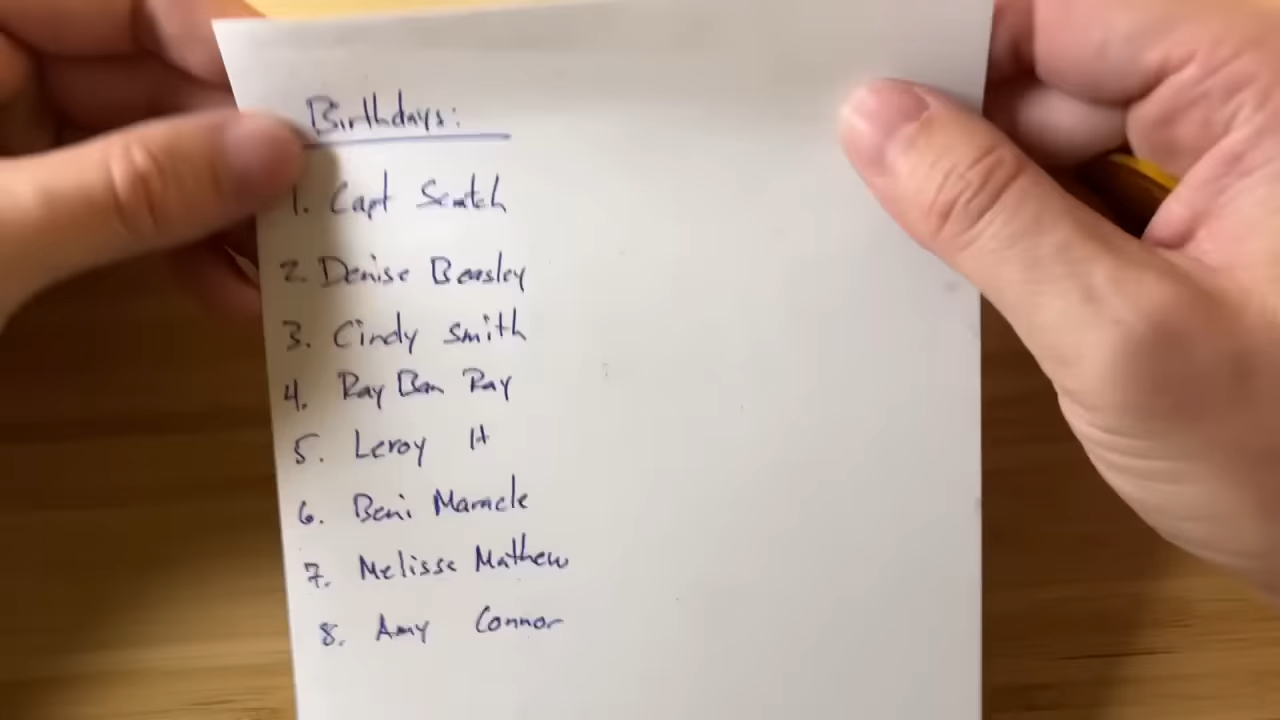 Birthdays:
1. Capt Scratch
2. Denise Beasley
3. Cindy Smith
4. Ray Ban Ray
5. Leroy H
6. Beni Maracle
7. Melissa Mathew
8. Amy Connor